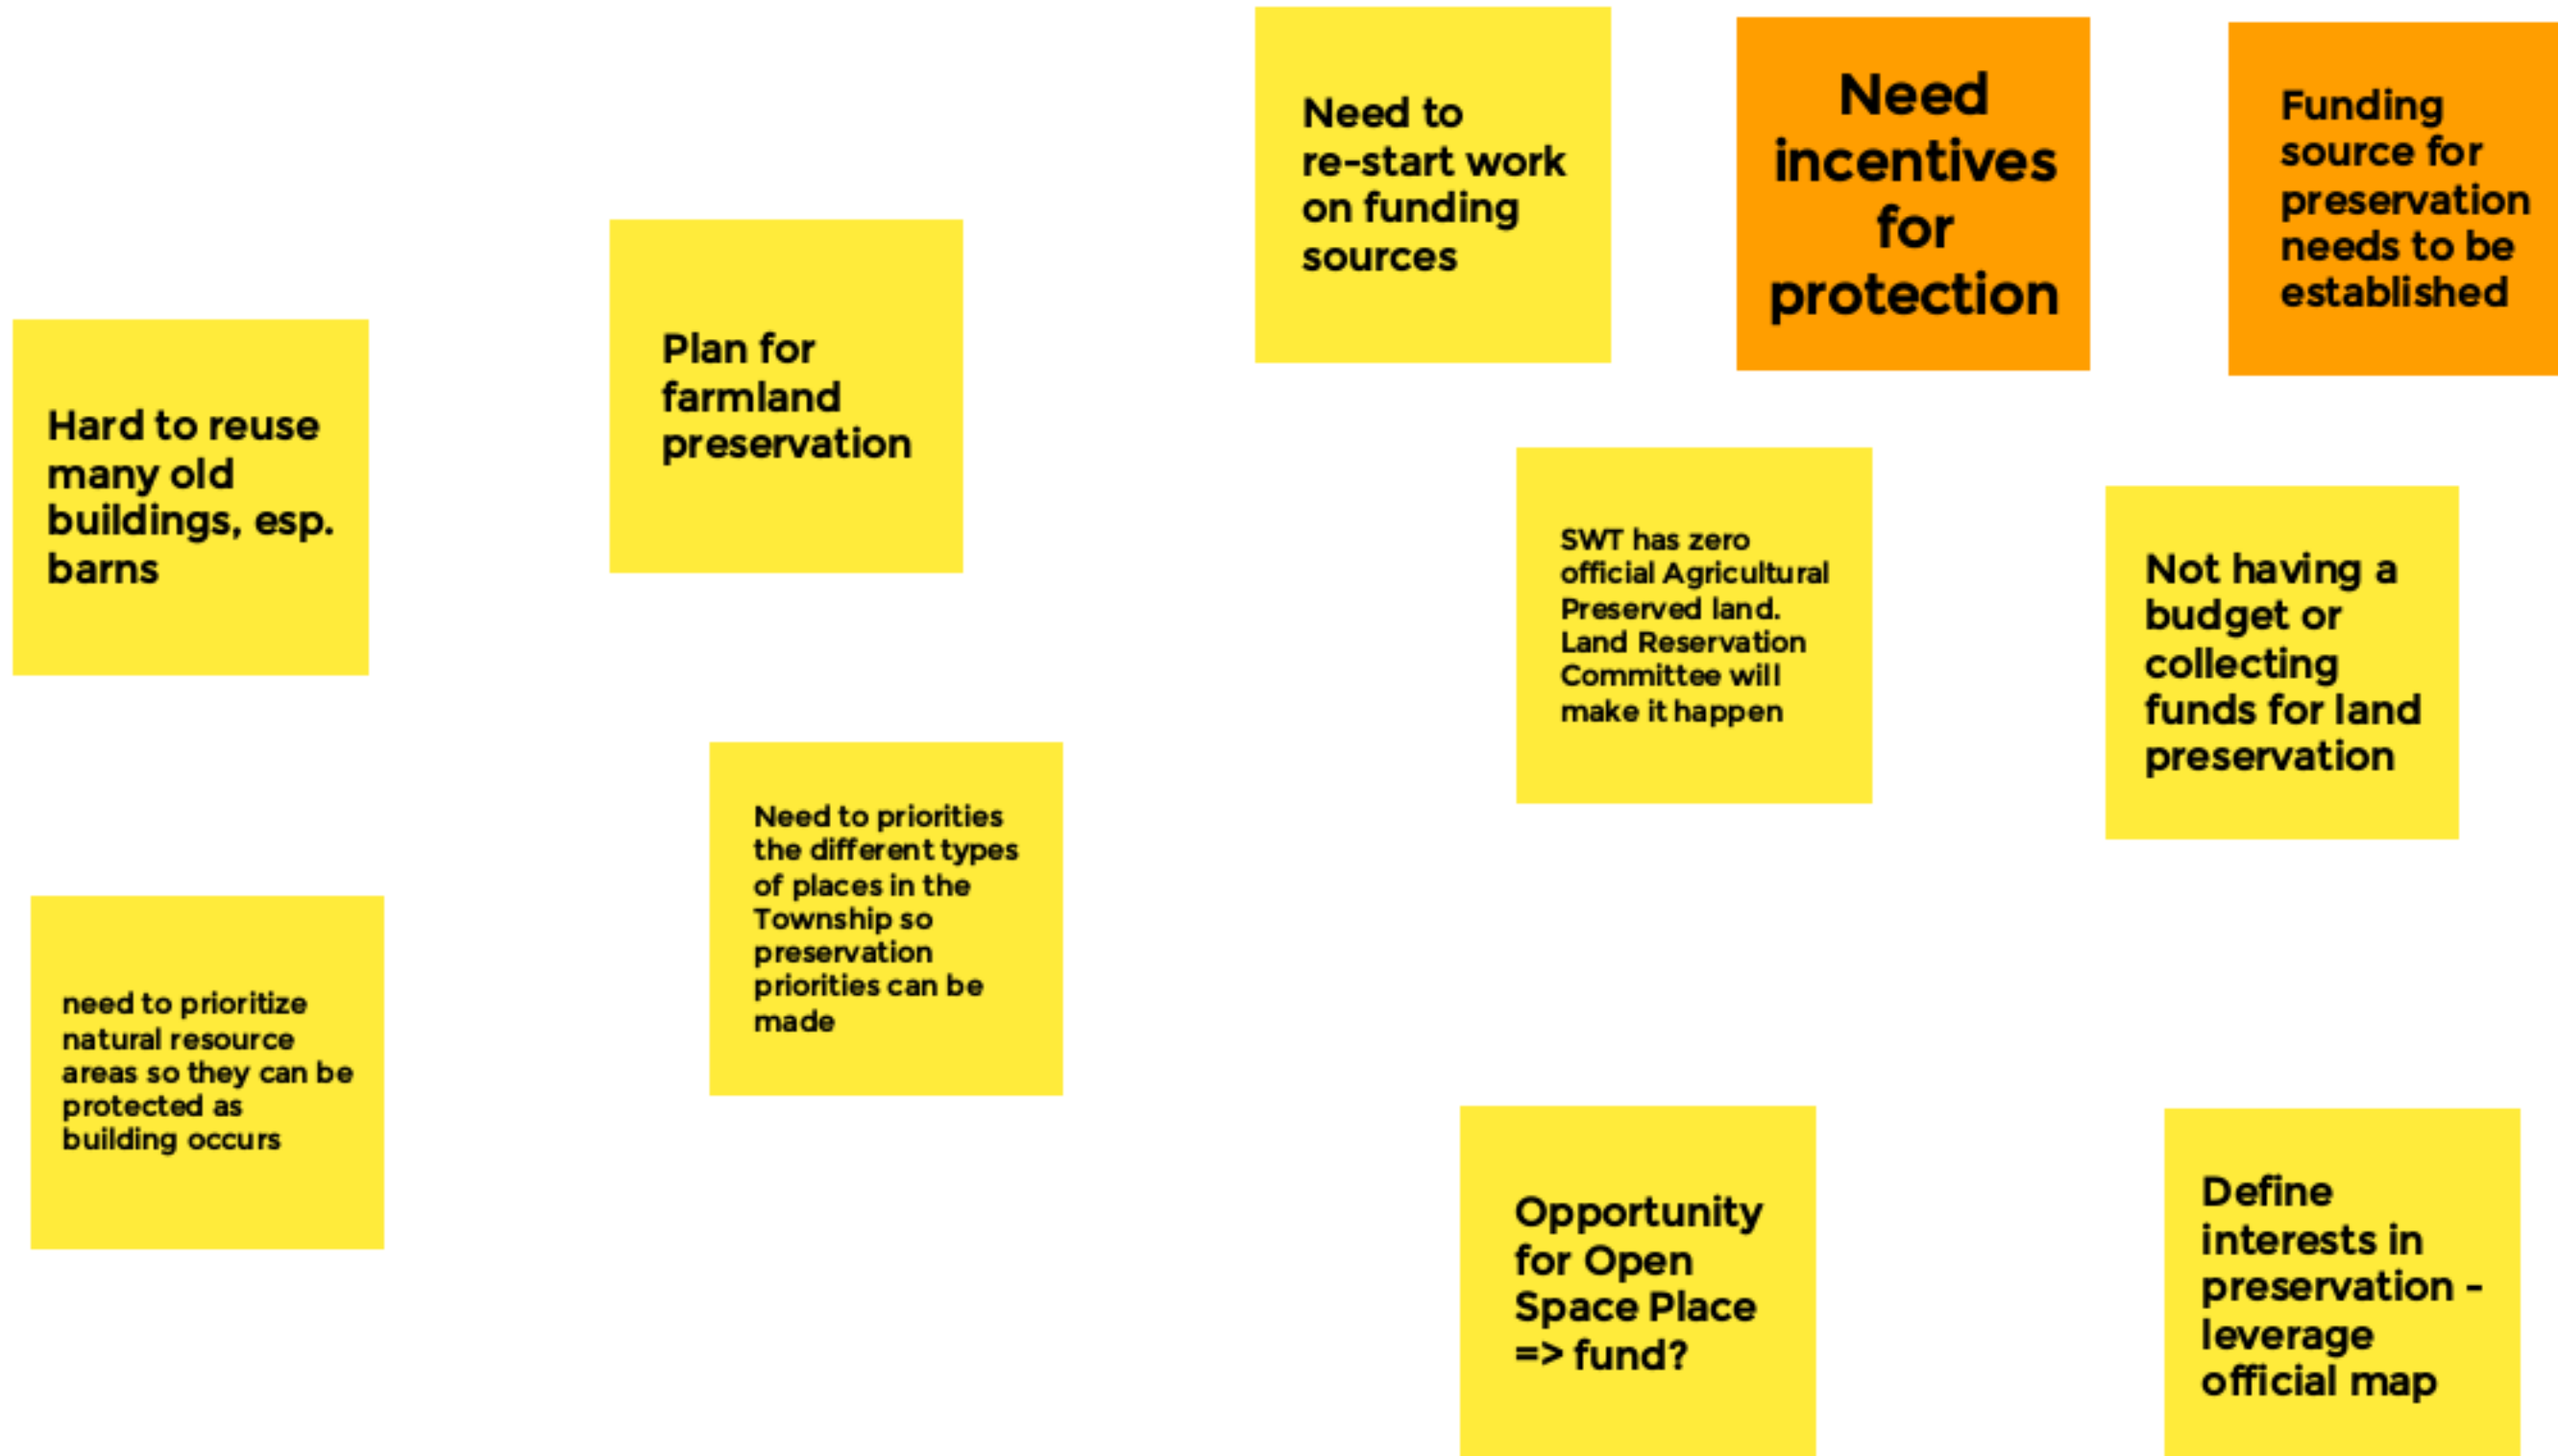 Need to
re-start work
on funding
sources
Need
incentives
for
protection
Funding
source for
preservation
needs to be
established
Plan for
farmland
preservation
Hard to reuse
many old
buildings, esp.
barns
SWT has zero
official Agricultural
Preserved land.
Land Reservation
Committee will
make it happen
Not having a
budget or
collecting
funds for land
preservation
Need to priorities
the different types
of places in the
Township so
preservation
priorities can be
made
need to prioritize
natural resource
areas so they can be
protected as
building occurs
Opportunity
for Open
Space Place
=> fund?
Define
interests in
preservation -
leverage
official map